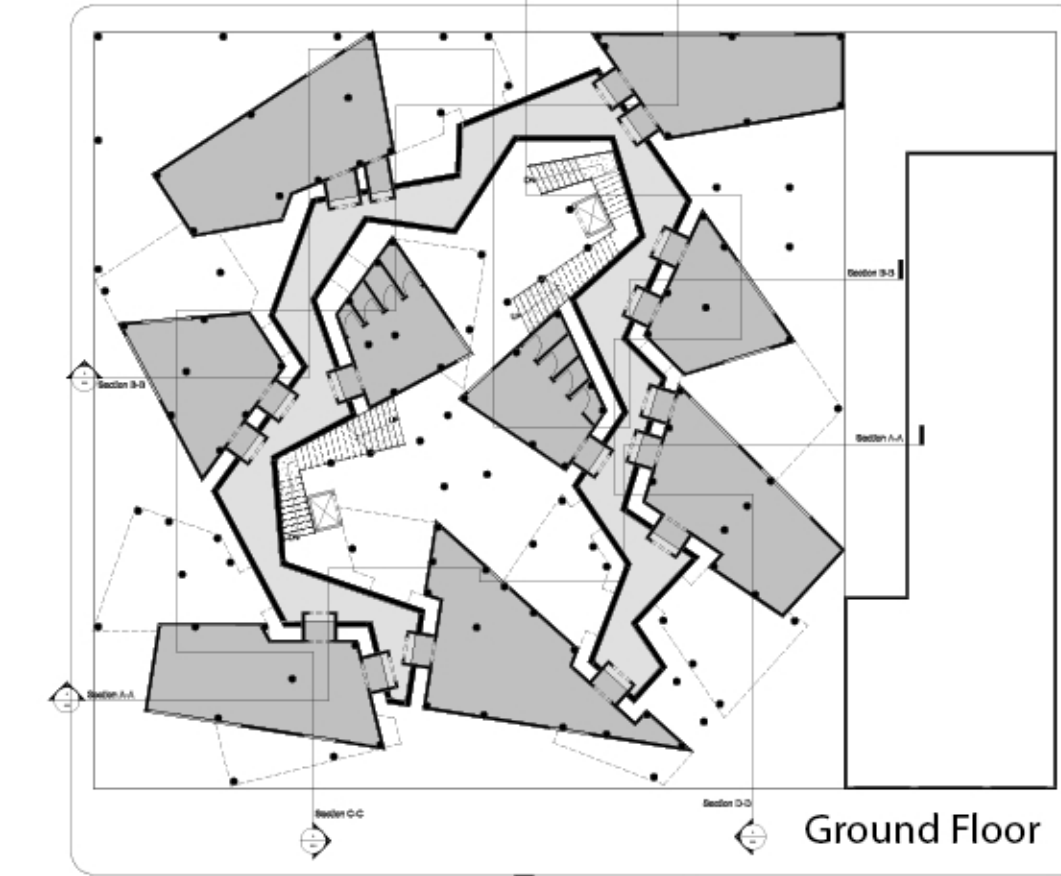 Section B-B
Section B-B
Section A-A
Section A-A
Section D-D
Section C-C
Ground Floor